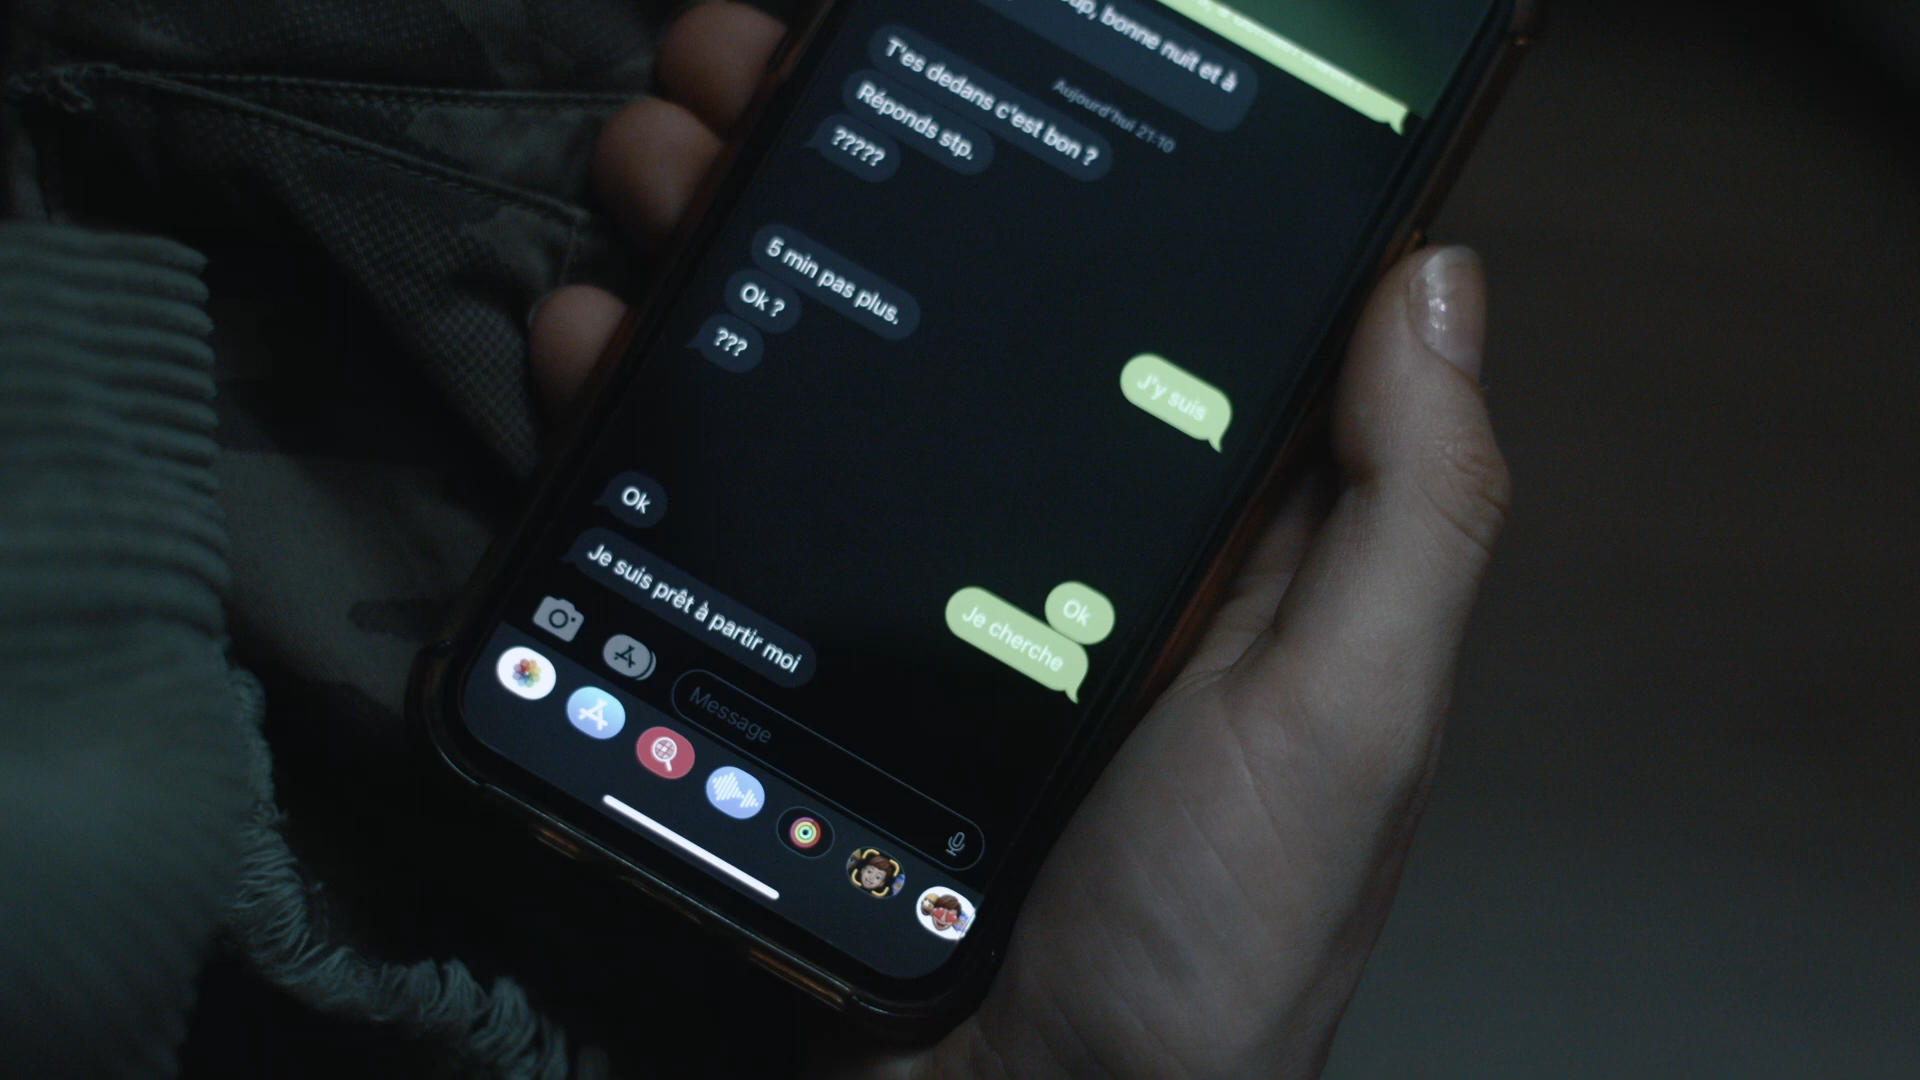 bonne nuit et à
Aujourd'hui 21:10
T'es dedans c'est bon ?
Réponds stp.
?????
5 min pas plus.
Ok ?
???
J'y suis
Ok
Ok
Je cherche
Je suis prêt à partir moi
Message